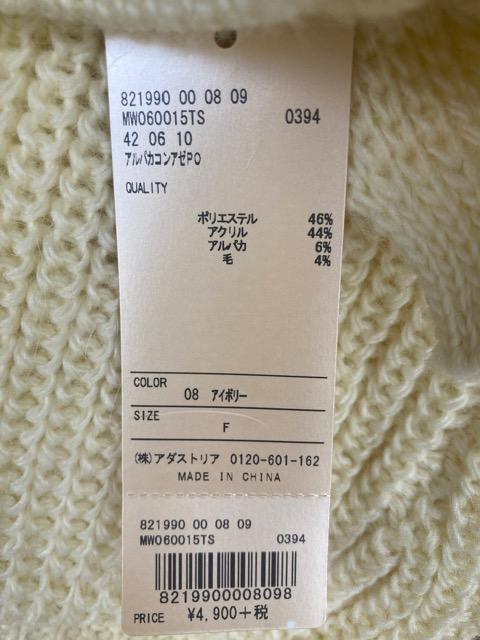 821990 00 08 09
MW060015TS 0394
42 06 10
アルパカコンアゼPO
QUALITY
ポリエステル 46%
アクリル 44%
アルパカ 6%
毛 4%
COLOR
08 アイボリー
SIZE
F
(株)アダストリア 0120-601-162
MADE IN CHINA
821990 00 08 09
MW060015TS 0394
8219900008098
PRICE ¥4,900+税